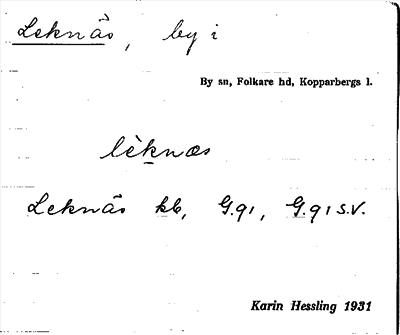 Leknäs, by i
By sn, Folkare hd, Kopparbergs l.
lèknæs
Leknäs kb, G.91, G.91 s.v.
Karin Hessling 1931